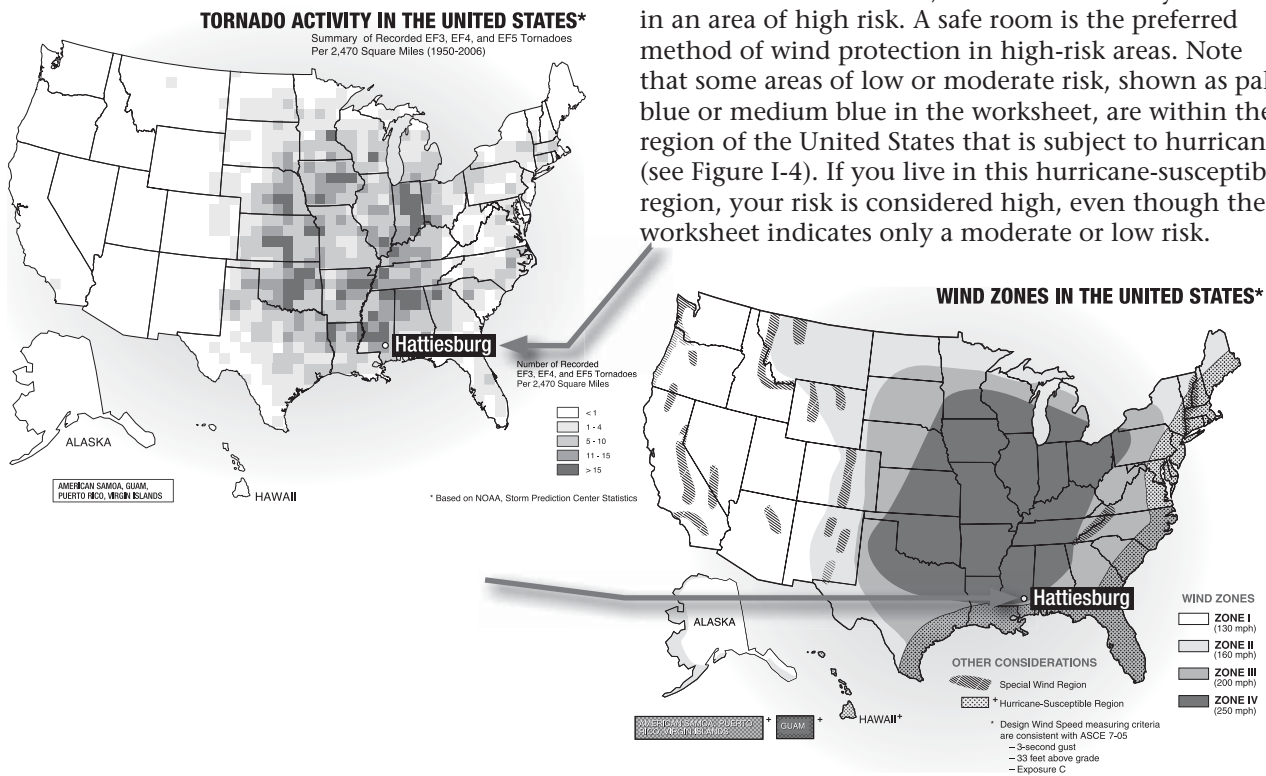 in an area of high risk. A safe room is the preferred
method of wind protection in high-risk areas. Note
that some areas of low or moderate risk, shown as
blue or medium blue in the worksheet, are within the
region of the United States that is subject to
(see Figure I-4). If you live in this
region, your risk is considered high, even though the
worksheet indicates only a moderate or low risk.
TORNADO ACTIVITY IN THE UNITED STATES*
Summary of Recorded EF3, EF4, and EF5 Tornadoes
Per 2,470 Square Miles (1950-2006)
Hattiesburg
Number of Recorded
EF3, EF4, and EF5 Tornadoes
Per 2,470 Square Miles
< 1
1 - 4
5 - 10
11 - 15
> 15
ALASKA
HAWAII
AMERICAN SAMOA, GUAM,
PUERTO RICO, VIRGIN ISLANDS
* Based on NOAA, Storm Prediction Center Statistics
WIND ZONES IN THE UNITED STATES*
Hattiesburg
WIND ZONES
ZONE I
(130 mph)
ZONE II
(160 mph)
ZONE III
(200 mph)
ZONE IV
(250 mph)
OTHER CONSIDERATIONS
Special Wind Region
+ Hurricane-Susceptible Region
* Design Wind Speed measuring criteria
are consistent with ASCE 7-05
– 3-second gust
– 33 feet above grade
– Exposure C
ALASKA
HAWAII+
AMERICAN SAMOA, PUERTO
RICO, VIRGIN ISLANDS
+
GUAM
+